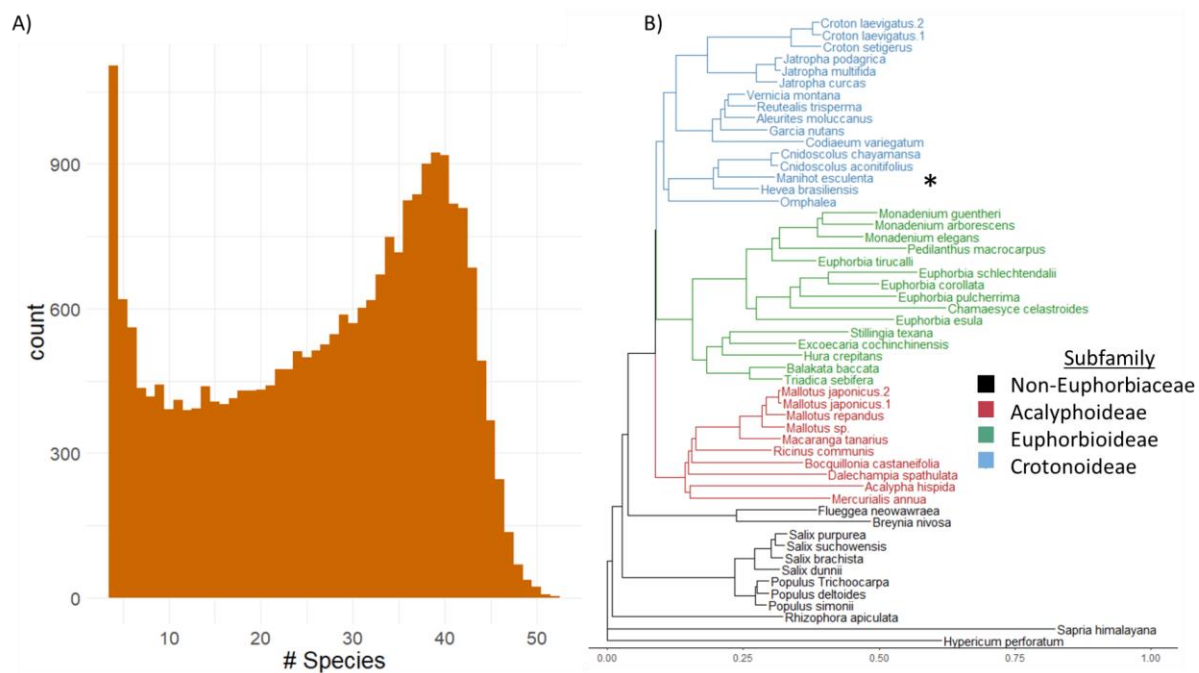 A)
900
600
300
0
count
10
20
30
40
50
# Species
B)
Croton laevigatus.2
Croton laevigatus.1
Croton setigerus
Jatropha podagrica
Jatropha multifida
Jatropha curcas
Vernicia montana
Reutealis trisperma
Aleurites moluccanus
Garcia nutans
Codiaeum variegatum
Cnidoscolus chayamansa
Cnidoscolus aconitifolius
Manihot esculenta *
Hevea brasiliensis
Omphalea
Monadenium guentheri
Monadenium arborescens
Monadenium elegans
Pedilanthus macrocarpus
Euphorbia tirucalli
Euphorbia schlechtendalii
Euphorbia corollata
Euphorbia pulcherrima
Chamaesyce celastroides
Euphorbia esula
Stillingia texana
Excoecaria cochinchinensis
Hura crepitans
Balakata baccata
Triadica sebifera
Mallotus japonicus.2
Mallotus japonicus.1
Mallotus repandus
Mallotus sp.
Macaranga tanarius
Ricinus communis
Bocquillonia castaneifolia
Dalechampia spathulata
Acalypha hispida
Mercurialis annua
Flueggea neowawraea
Breynia nivosa
Salix purpurea
Salix suchowensis
Salix brachista
Salix dunnii
Populus Trichoocarpa
Populus deltoides
Populus simonii
Rhizophora apiculata
Sapria himalayana
Hypericum perforatum
0.00
0.25
0.50
0.75
1.00
Subfamily
Non-Euphorbiaceae
Acalyphoideae
Euphorbioideae
Crotonoideae